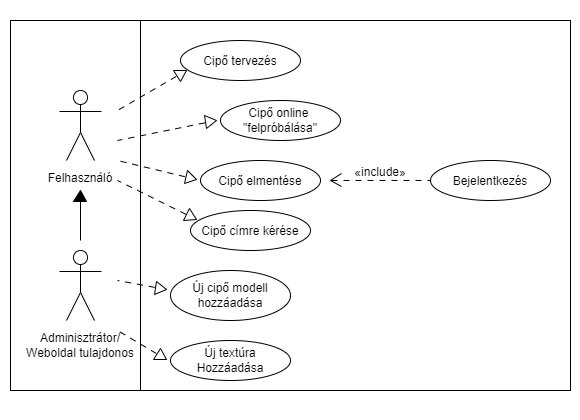 Cipő tervezés
Cipő online
"felpróbálása"
Felhasználó
Cipő elmentése
«include»
Bejelentkezés
Cipő címre kérése
Új cipő modell
hozzáadása
Adminisztrátor/
Weboldal tulajdonos
Új textúra
Hozzáadása